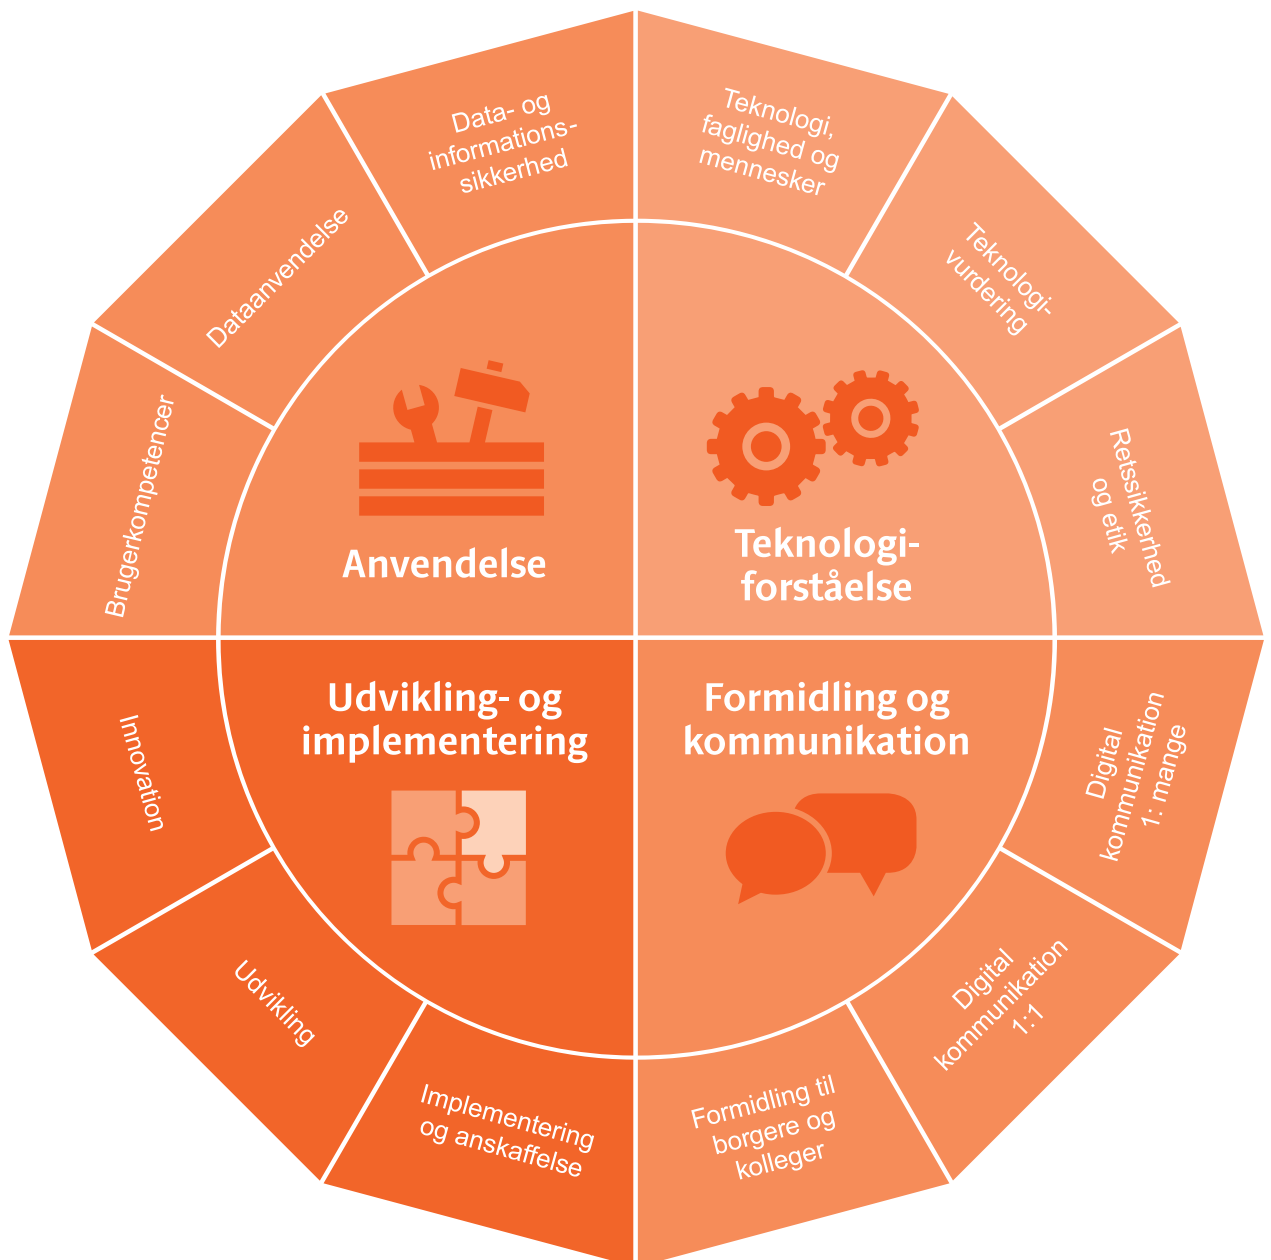 Data- og
informations-
sikkerhed
Teknologi,
faglighed og
mennesker
Dataanvendelse
Teknologi-
vurdering
Brugerkompetencer
Retssikkerhed
og etik
Anvendelse
Teknologi-
forståelse
Udvikling- og
implementering
Formidling og
kommunikation
Innovation
Digital
kommunikation
1: mange
Udvikling
Digital
kommunikation
1:1
Implementering
og anskaffelse
Formidling til
borgere og
kolleger